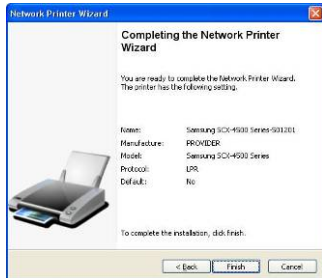 Network Printer Wizard
Completing the Network Printer
Wizard
You are ready to complete the Network Printer Wizard.
The printer has the following setting.
Name: Samsung SCX-4500 Series-S01201
Manufacture: PROVIDER
Model: Samsung SCX-4500 Series
Protocol: LPR
Default: No
To complete the installation, click finish.
< Back Finish Cancel